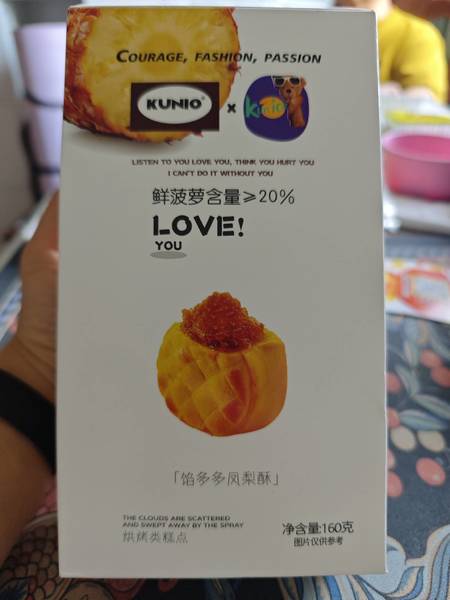 COURAGE, FASHION, PASSION
KUNIO® × Kinio
LISTEN TO YOU LOVE YOU, THINK YOU HURT YOU
I CAN'T DO IT WITHOUT YOU
鲜菠萝含量≥20%
LOVE!
YOU
「馅多多凤梨酥」
THE CLOUDS ARE SCATTERED
AND SWEPT AWAY BY THE SPRAY
烘烤类糕点
净含量:160克
图片仅供参考